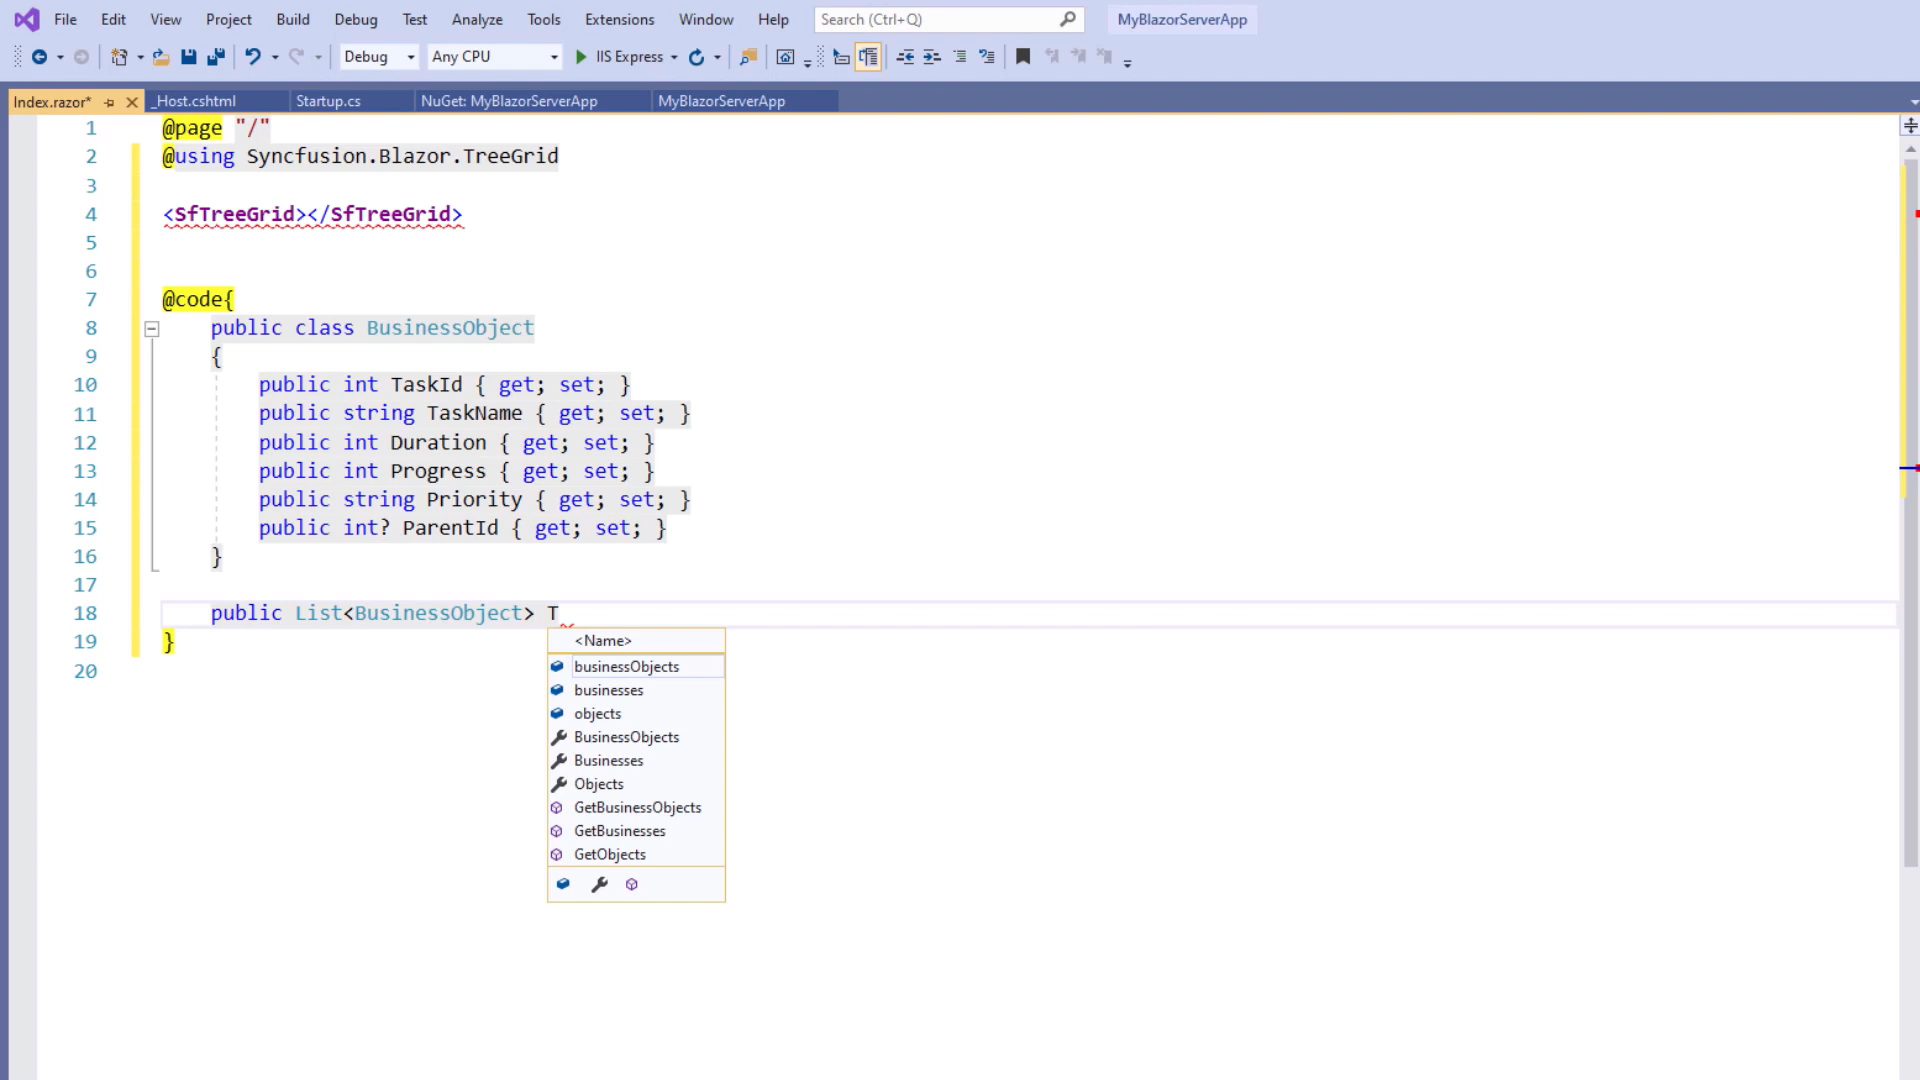 File Edit View Project Build Debug Test Analyze Tools Extensions Window Help Search (Ctrl+Q) MyBlazorServerApp
Debug Any CPU IIS Express
Index.razor* _Host.cshtml Startup.cs NuGet: MyBlazorServerApp MyBlazorServerApp
1 @page "/"
2 @using Syncfusion.Blazor.TreeGrid
3
4 <SfTreeGrid></SfTreeGrid>
5
6
7 @code{
8 public class BusinessObject
9 {
10 public int TaskId { get; set; }
11 public string TaskName { get; set; }
12 public int Duration { get; set; }
13 public int Progress { get; set; }
14 public string Priority { get; set; }
15 public int? ParentId { get; set; }
16 }
17
18 public List<BusinessObject> T
19 }
20
<Name>
businessObjects
businesses
objects
BusinessObjects
Businesses
Objects
GetBusinessObjects
GetBusinesses
GetObjects